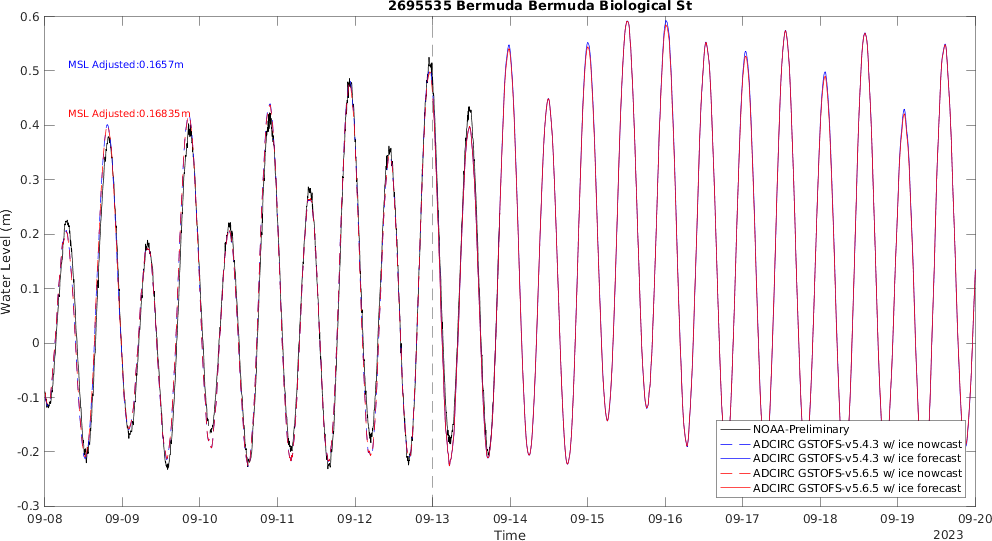 2695535 Bermuda Bermuda Biological St
0.6
MSL Adjusted:0.1657m
0.5
MSL Adjusted:0.16835m
0.4
0.3
0.2
0.1
0
-0.1
-0.2
-0.3
Water Level (m)
NOAA-Preliminary
ADCIRC GSTOFS-v5.4.3 w/ ice nowcast
ADCIRC GSTOFS-v5.4.3 w/ ice forecast
ADCIRC GSTOFS-v5.6.5 w/ ice nowcast
ADCIRC GSTOFS-v5.6.5 w/ ice forecast
09-08 09-09 09-10 09-11 09-12 09-13 09-14 09-15 09-16 09-17 09-18 09-19 09-20
Time
2023